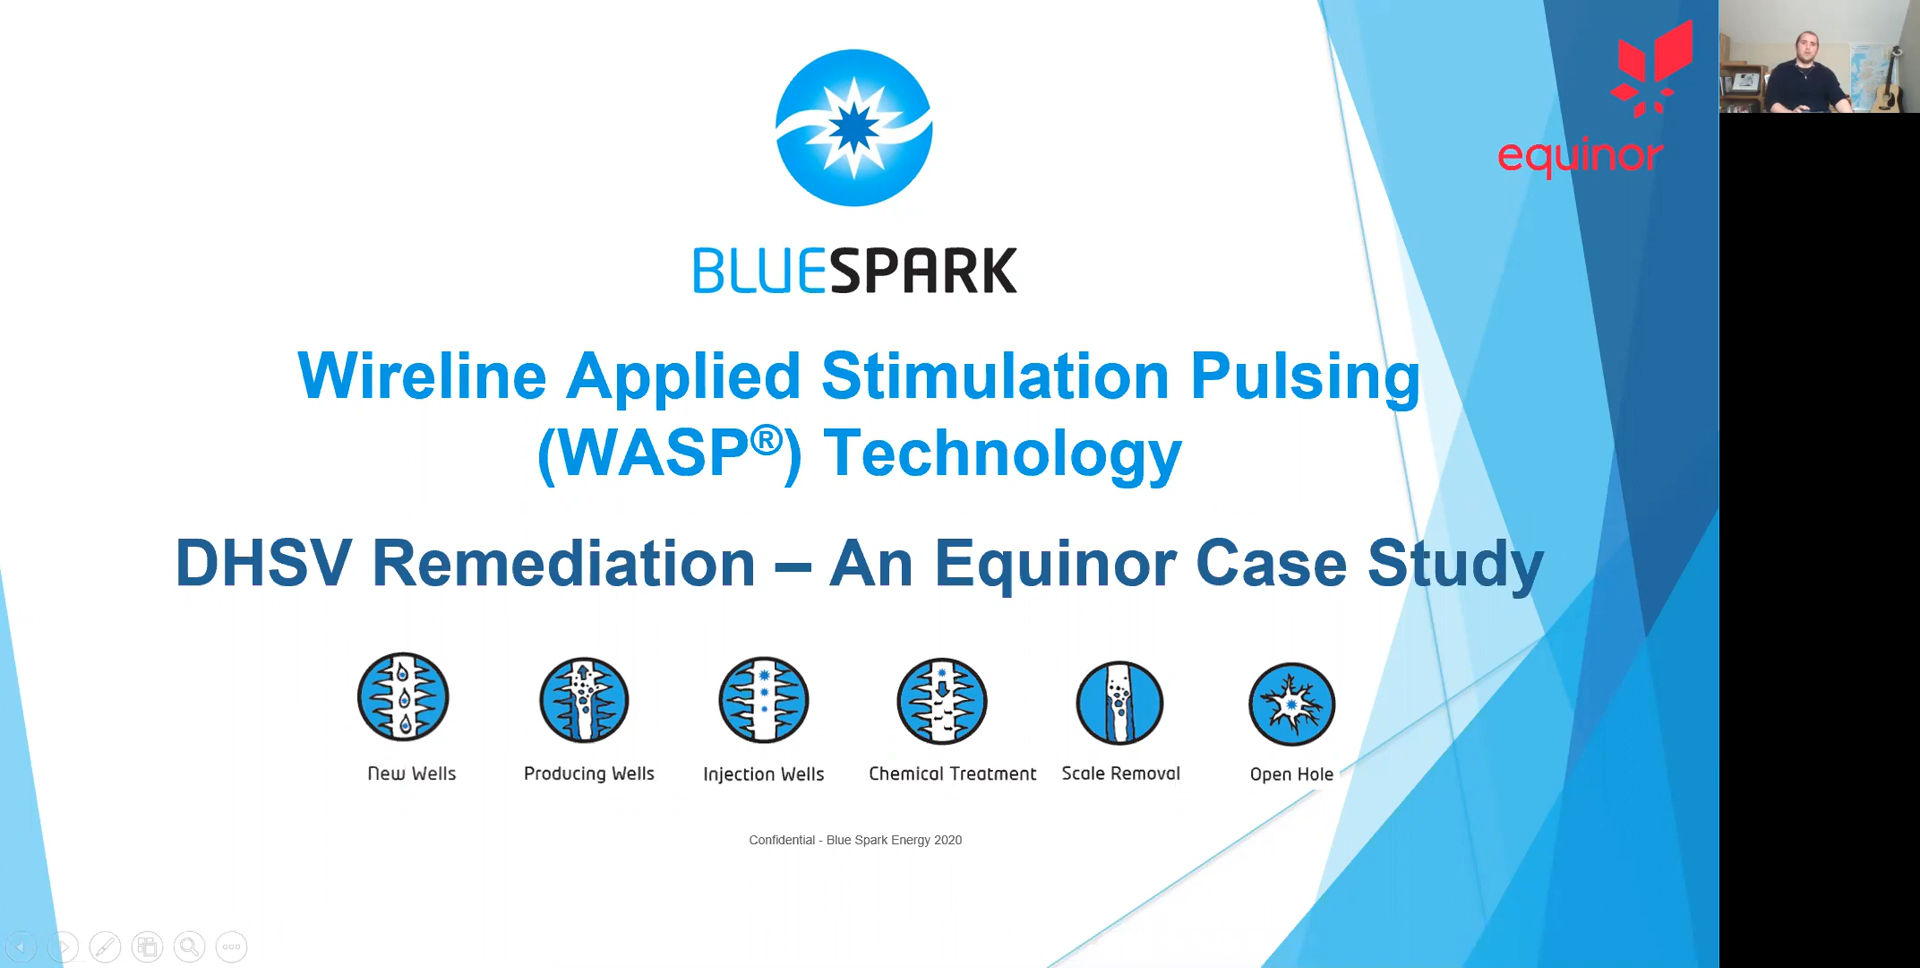 equinor
BLUESPARK
Wireline Applied Stimulation Pulsing
(WASP®) Technology
DHSV Remediation – An Equinor Case Study
New Wells
Producing Wells
Injection Wells
Chemical Treatment
Scale Removal
Open Hole
Confidential - Blue Spark Energy 2020